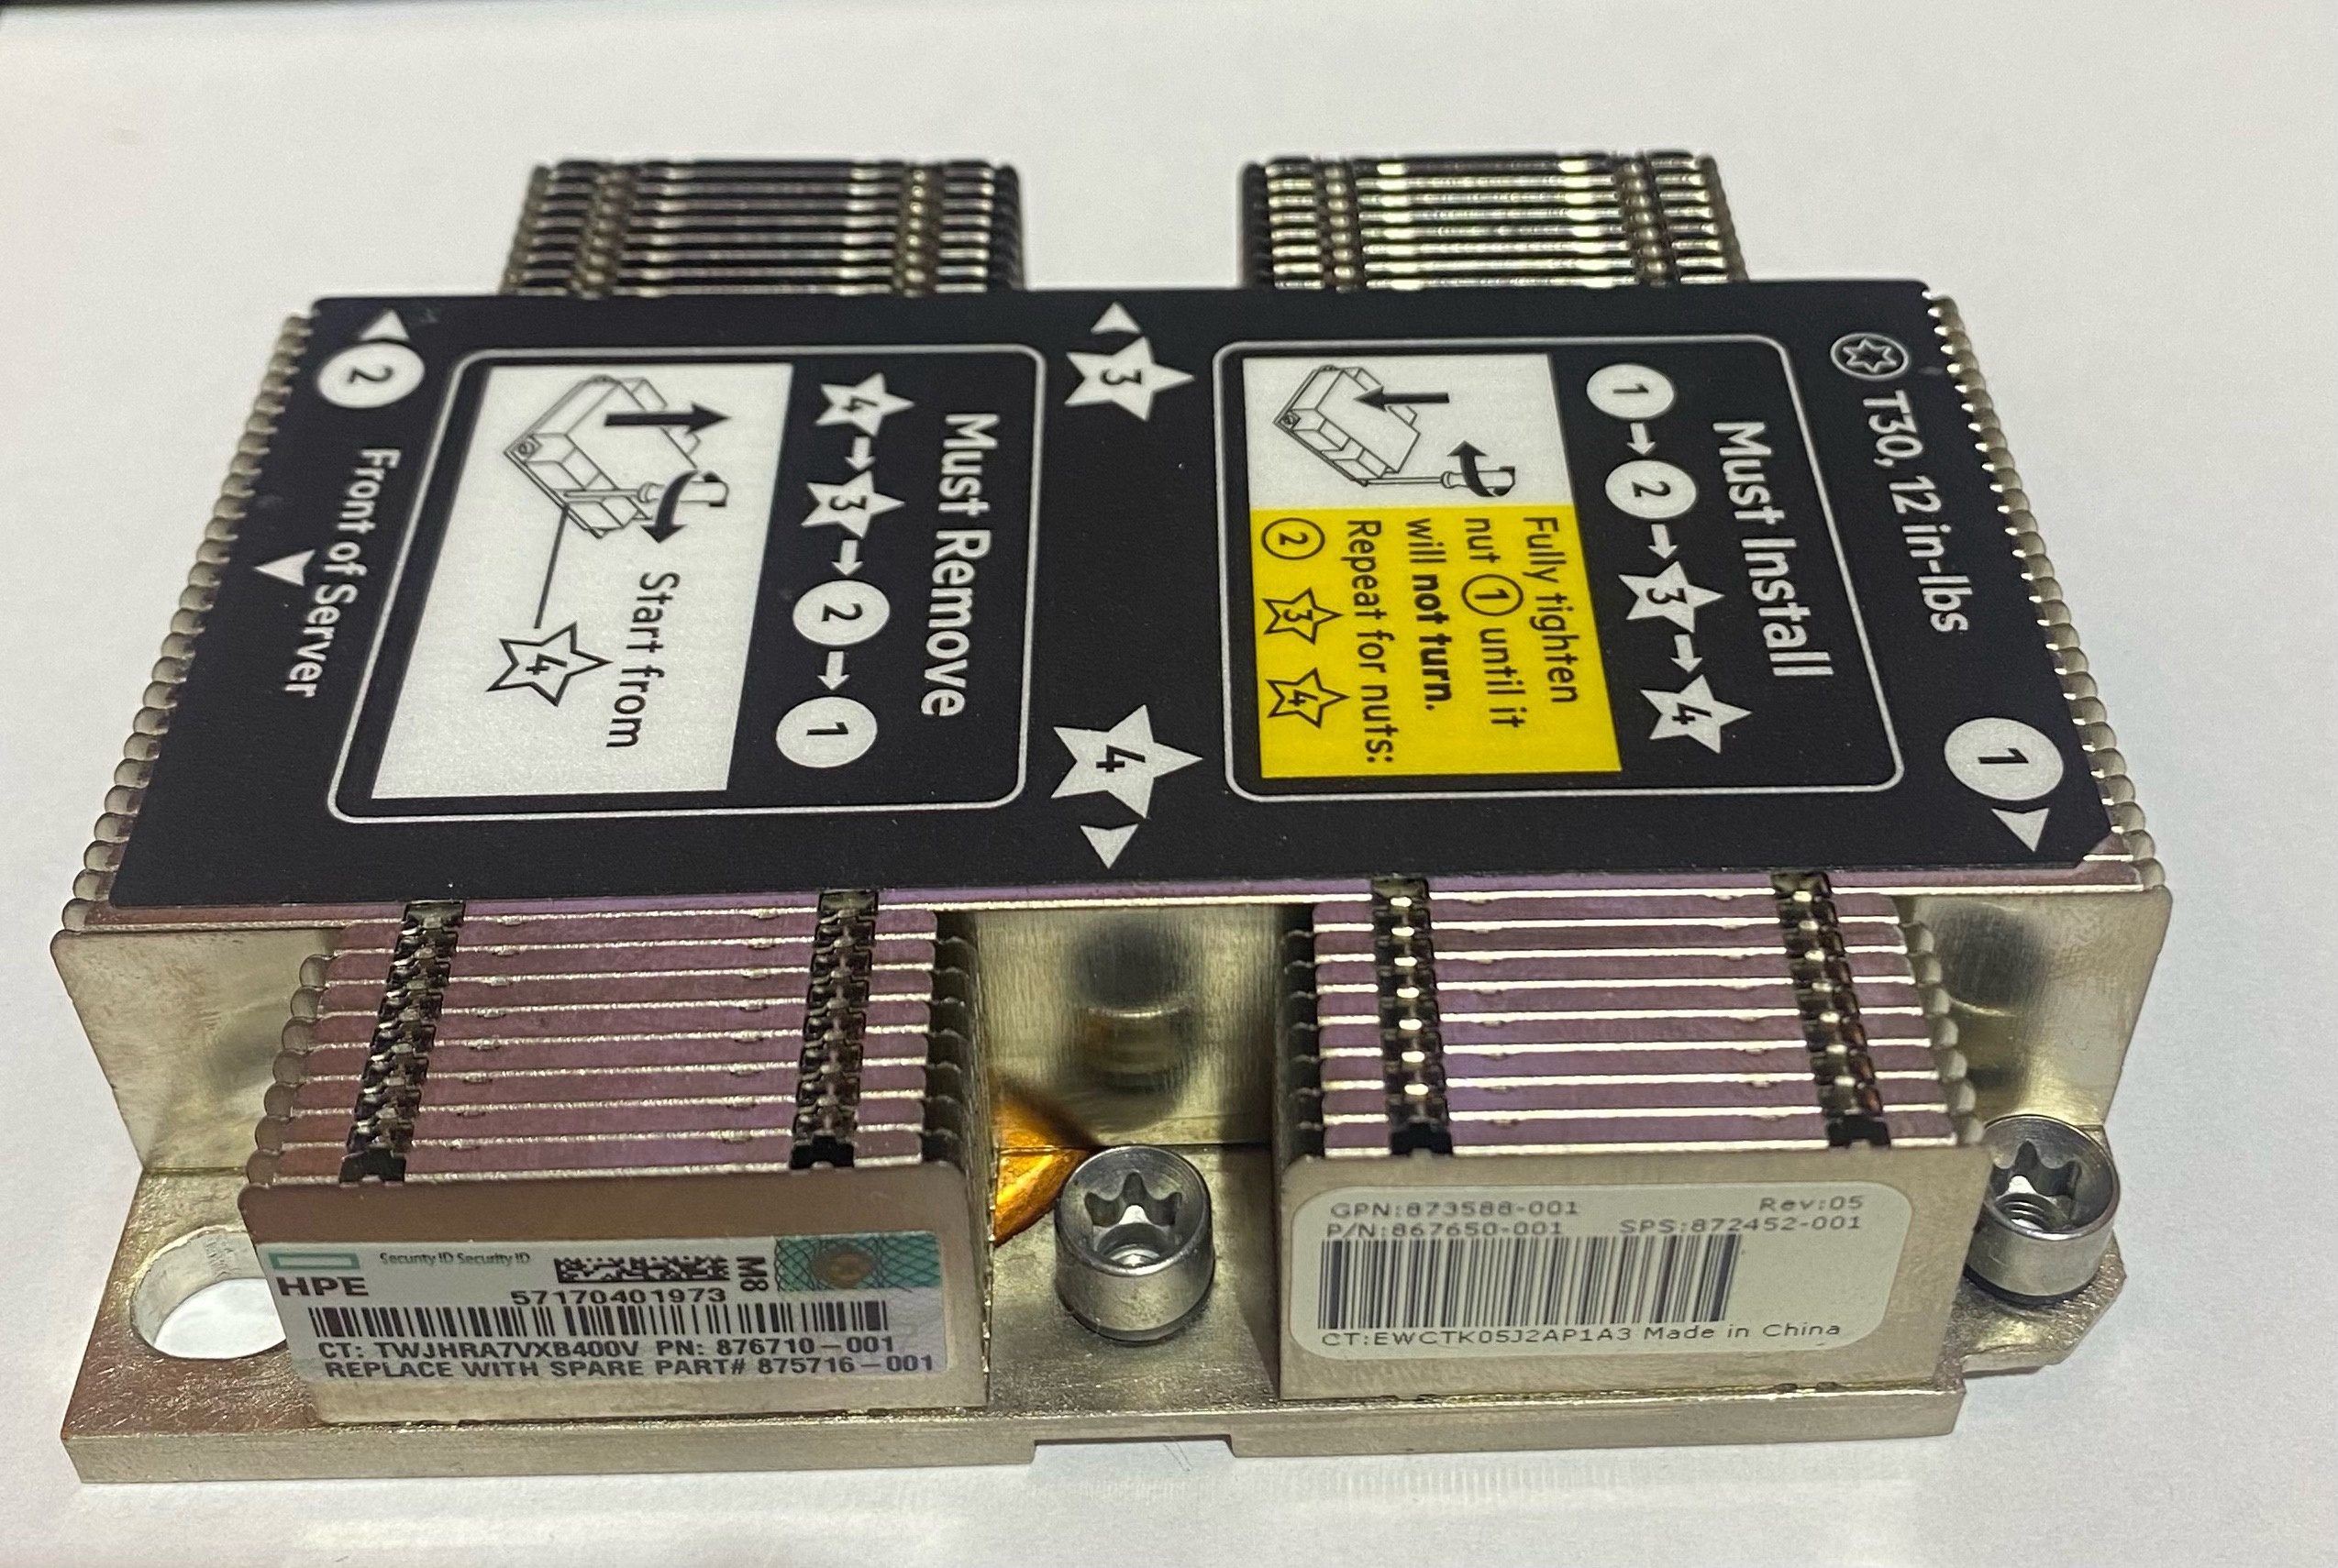 T30, 12 in-lbs
1
Must Install
1 2 3 4
Fully tighten
nut 1 until it
will not turn.
Repeat for nuts:
2 3 4
3
4
Must Remove
4 3 2 1
Start from
4
2
Front of Server
HPE
Security ID Security ID
M8
57170401973
CT: TWJHRA7VXB400V PN: 876710-001
REPLACE WITH SPARE PART# 875716-001
GPN:873588-001 Rev:05
P/N:867650-001 SPS:872452-001
CT:EWCTK05J2AP1A3 Made in China